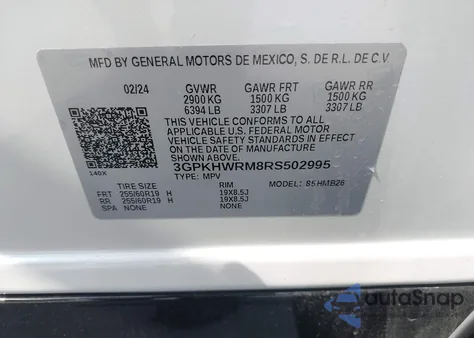 MFD BY GENERAL MOTORS DE MEXICO, S. DE R.L. DE C.V.
02/24 GVWR GAWR FRT GAWR RR
2900 KG 1500 KG 1500 KG
6394 LB 3307 LB 3307 LB
THIS VEHICLE CONFORMS TO ALL
APPLICABLE U.S. FEDERAL MOTOR
VEHICLE SAFETY STANDARDS IN
EFFECT ON THE DATE OF
MANUFACTURE SHOWN ABOVE.
3GPKHWRM8RS502995
140X
TYPE: MPV
TIRE SIZE RIM MODEL: 85HMB26
FRT 255/60R19 H 19X8.5J
RR 255/60R19 H 19X8.5J
SPA NONE NONE
autoSnap